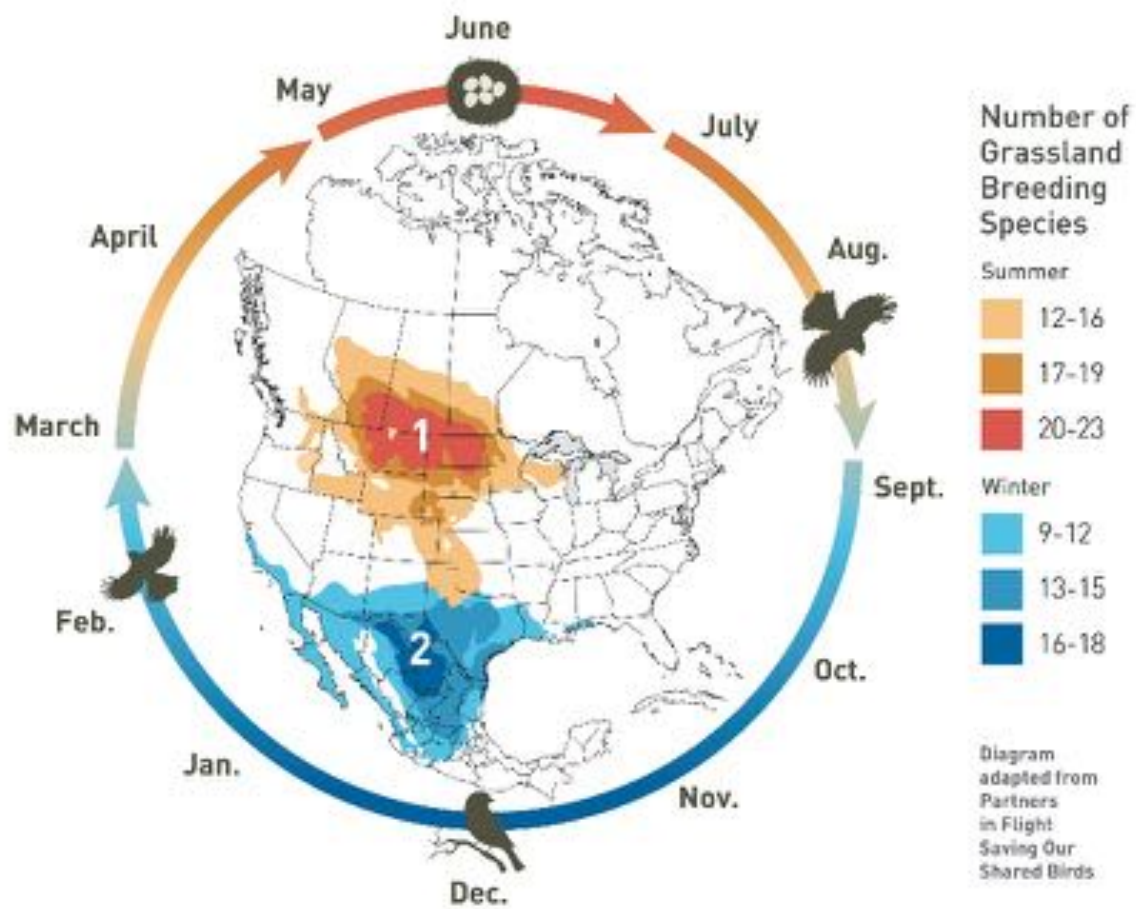 June
May
July
April
Aug.
March
Sept.
Feb.
Oct.
Jan.
Nov.
Dec.
1
2
Number of
Grassland
Breeding
Species
Summer
12-16
17-19
20-23
Winter
9-12
13-15
16-18
Diagram
adapted from
Partners
in Flight
Saving Our
Shared Birds